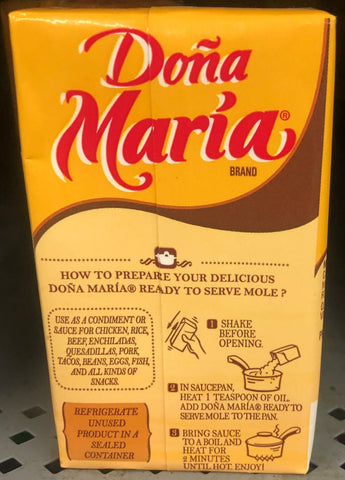 Doña
María®
BRAND
HOW TO PREPARE YOUR DELICIOUS
DOÑA MARÍA® READY TO SERVE MOLE ?
USE AS A CONDIMENT OR
SAUCE FOR CHICKEN, RICE,
BEEF, ENCHILADAS,
QUESADILLAS, PORK,
TACOS, BEANS, EGGS, FISH,
AND ALL KINDS OF
SNACKS.
REFRIGERATE
UNUSED
PRODUCT IN A
SEALED
CONTAINER
1 SHAKE
BEFORE
OPENING.
2 IN SAUCEPAN,
HEAT 1 TEASPOON OF OIL.
ADD DOÑA MARÍA® READY TO
SERVE MOLE TO THE PAN.
3 BRING SAUCE
TO A BOIL AND
HEAT FOR
2 MINUTES
UNTIL HOT. ENJOY!